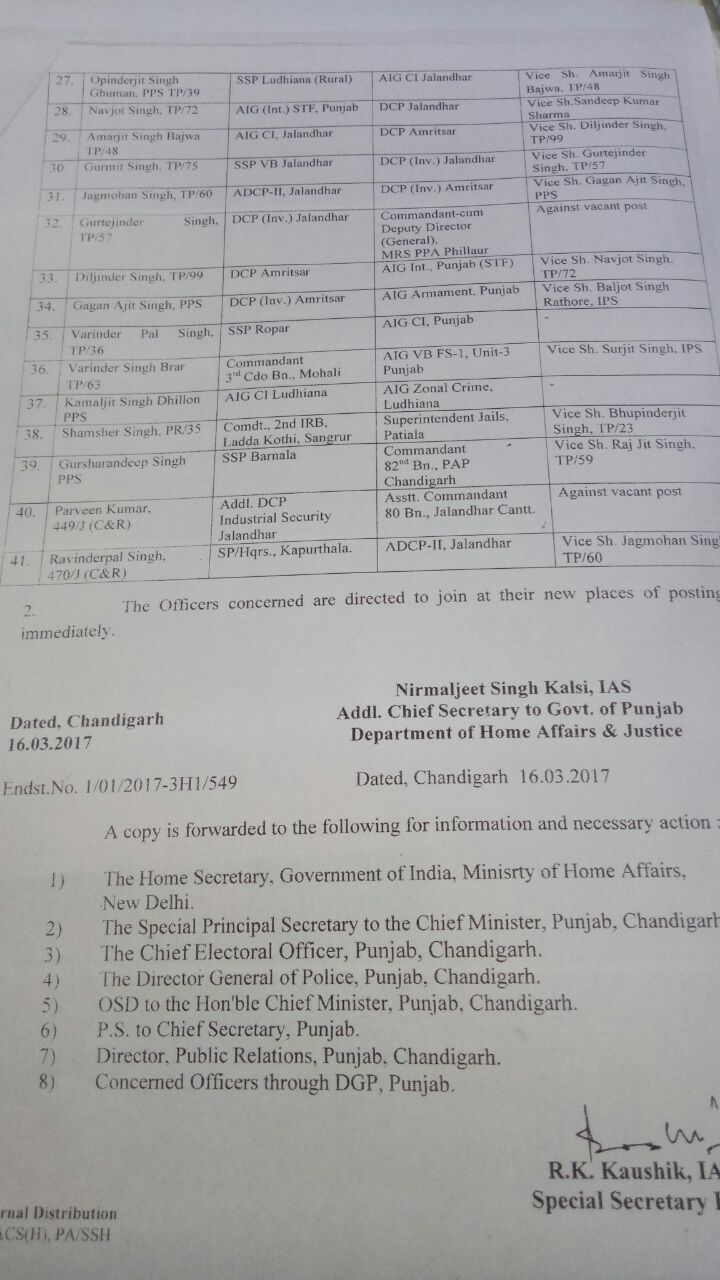 27. Opinderjit Singh Ghuman, PPS TP/39 SSP Ludhiana (Rural) AIG CI Jalandhar Vice Sh. Amarjit Singh Bajwa, TP/48
28. Navjot Singh, TP/72 AIG (Int.) STF, Punjab DCP Jalandhar Vice Sh.Sandeep Kumar Sharma
29. Amarjit Singh Bajwa TP/48 AIG CI, Jalandhar DCP Amritsar Vice Sh. Diljinder Singh, TP/99
30. Gurmit Singh, TP/75 SSP VB Jalandhar DCP (Inv.) Jalandhar Vice Sh. Gurtejinder Singh, TP/57
31. Jagmohan Singh, TP/60 ADCP-II, Jalandhar DCP (Inv.) Amritsar Vice Sh. Gagan Ajit Singh, PPS
32. Gurtejinder Singh, TP/57 DCP (Inv.) Jalandhar Commandant-cum Deputy Director (General), MRS PPA Phillaur Against vacant post
33. Diljinder Singh, TP/99 DCP Amritsar AIG Int., Punjab (STF) Vice Sh. Navjot Singh, TP/72
34. Gagan Ajit Singh, PPS DCP (Inv.) Amritsar AIG Armament, Punjab Vice Sh. Baljot Singh Rathore, IPS
35. Varinder Pal Singh, TP/36 SSP Ropar AIG CI, Punjab -
36. Varinder Singh Brar TP/63 Commandant 3rd Cdo Bn., Mohali AIG VB FS-1, Unit-3 Punjab Vice Sh. Surjit Singh, IPS
37. Kamaljit Singh Dhillon PPS AIG CI Ludhiana AIG Zonal Crime, Ludhiana -
38. Shamsher Singh, PR/35 Comdt., 2nd IRB, Ladda Kothi, Sangrur Superintendent Jails, Patiala Vice Sh. Bhupinderjit Singh, TP/23
39. Gursharandeep Singh PPS SSP Barnala Commandant 82nd Bn., PAP Chandigarh Vice Sh. Raj Jit Singh, TP/59
40. Parveen Kumar, 449/J (C&R) Addl. DCP Industrial Security Jalandhar Asstt. Commandant 80 Bn., Jalandhar Cantt. Against vacant post
41. Ravinderpal Singh, 470/J (C&R) SP/Hqrs., Kapurthala. ADCP-II, Jalandhar Vice Sh. Jagmohan Sing TP/60
2. The Officers concerned are directed to join at their new places of posting
immediately.
Nirmaljeet Singh Kalsi, IAS
Dated, Chandigarh Addl. Chief Secretary to Govt. of Punjab
16.03.2017 Department of Home Affairs & Justice
Endst.No. 1/01/2017-3H1/549 Dated, Chandigarh 16.03.2017
A copy is forwarded to the following for information and necessary action :
1) The Home Secretary, Government of India, Minisrty of Home Affairs,
New Delhi.
2) The Special Principal Secretary to the Chief Minister, Punjab, Chandigarh
3) The Chief Electoral Officer, Punjab, Chandigarh.
4) The Director General of Police, Punjab, Chandigarh.
5) OSD to the Hon'ble Chief Minister, Punjab, Chandigarh.
6) P.S. to Chief Secretary, Punjab.
7) Director, Public Relations, Punjab, Chandigarh.
8) Concerned Officers through DGP, Punjab.
R.K. Kaushik, IA
Special Secretary
rnal Distribution
ACS(H), PA/SSH